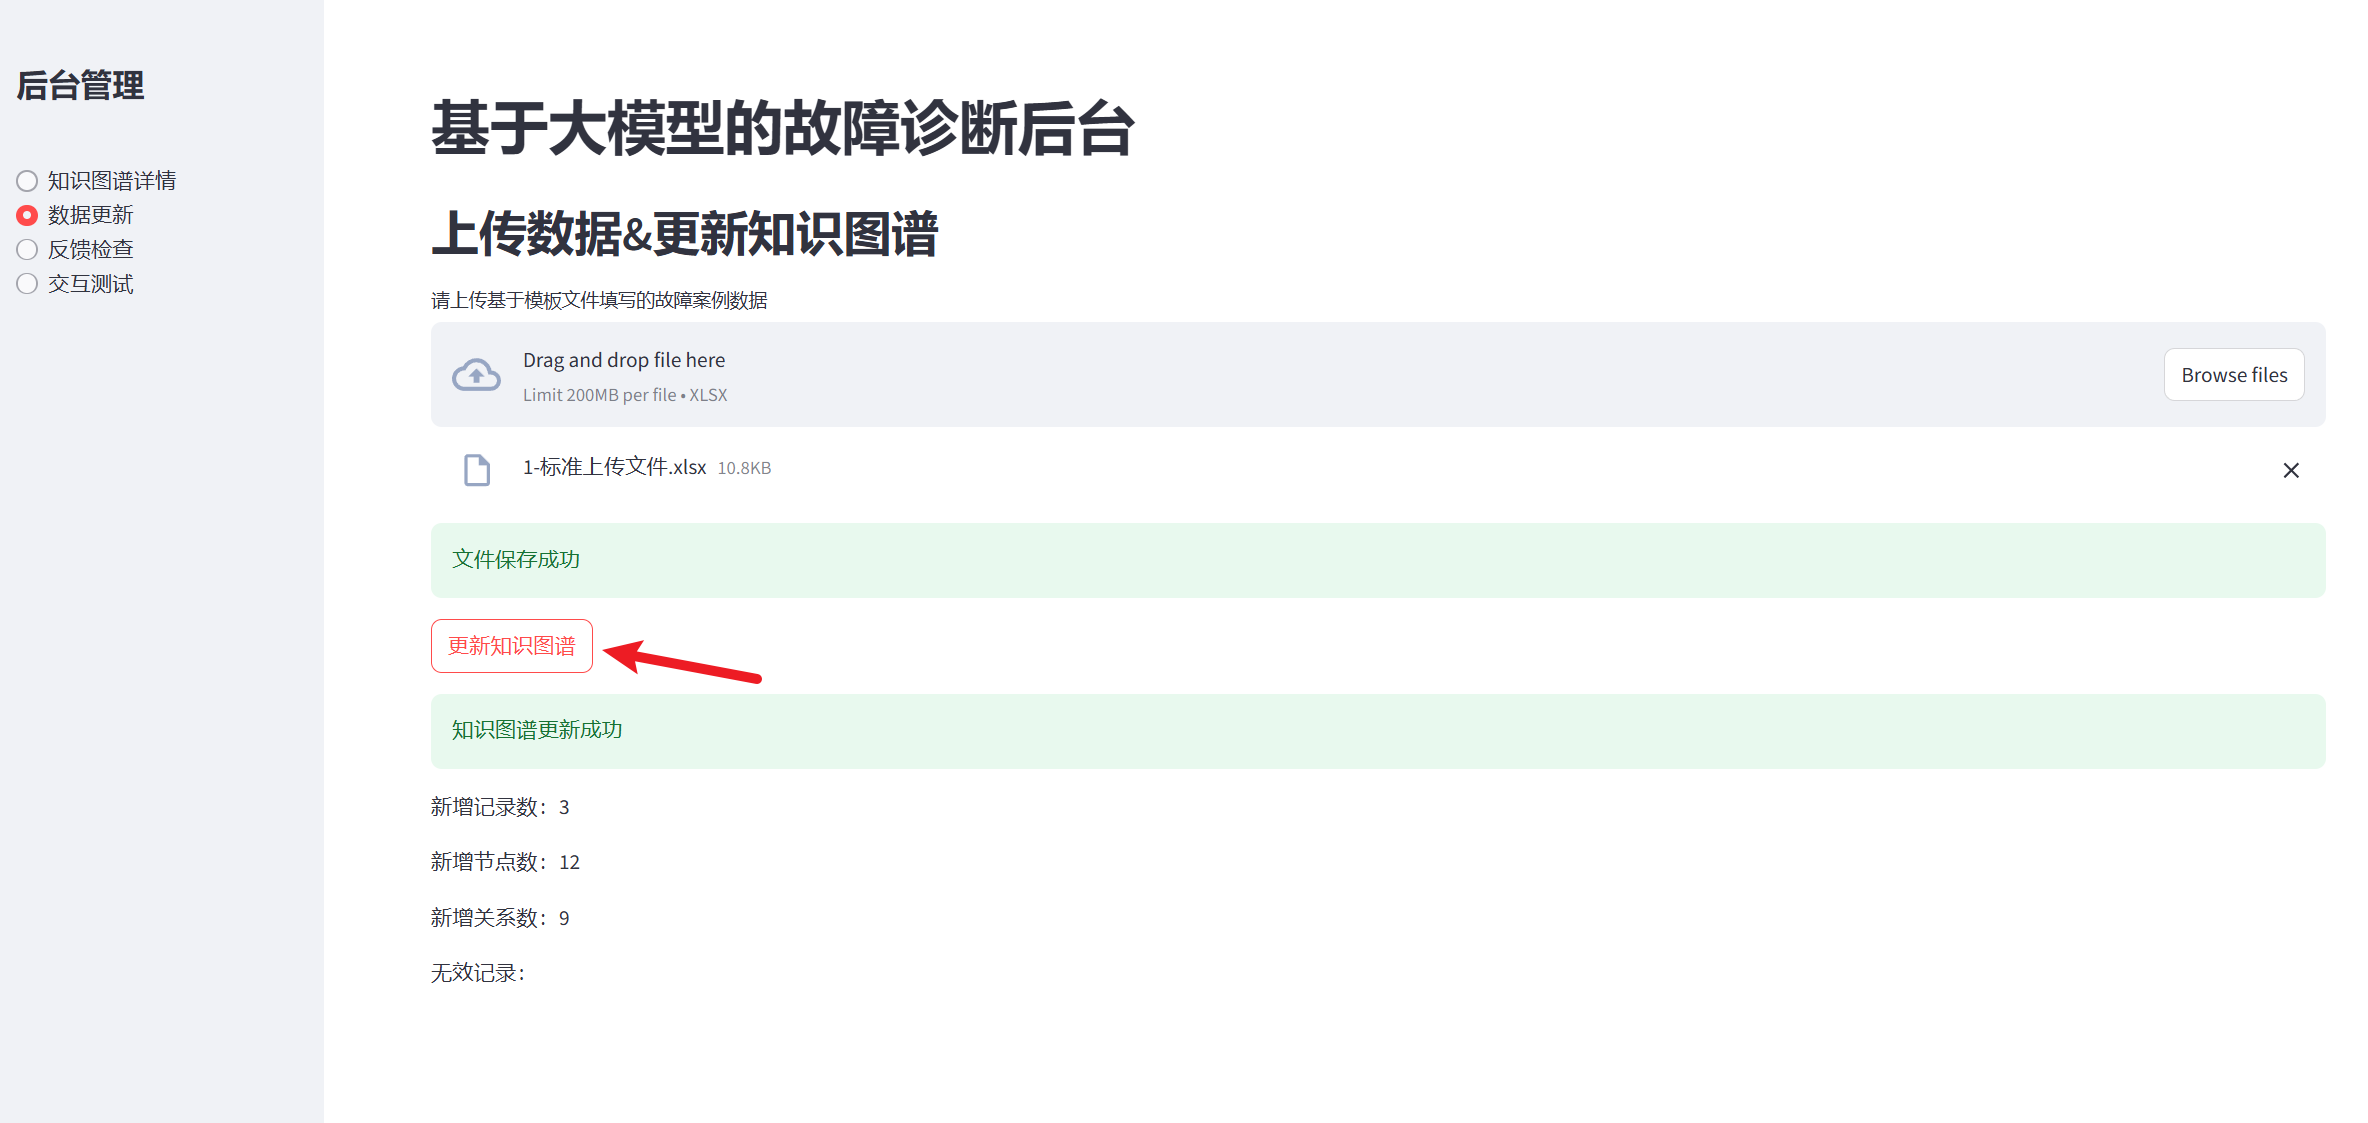 后台管理
知识图谱详情
数据更新
反馈检查
交互测试
基于大模型的故障诊断后台
上传数据&更新知识图谱
请上传基于模板文件填写的故障案例数据
Drag and drop file here
Limit 200MB per file • XLSX
Browse files
1-标准上传文件.xlsx 10.8KB
文件保存成功
更新知识图谱
知识图谱更新成功
新增记录数：3
新增节点数：12
新增关系数：9
无效记录：